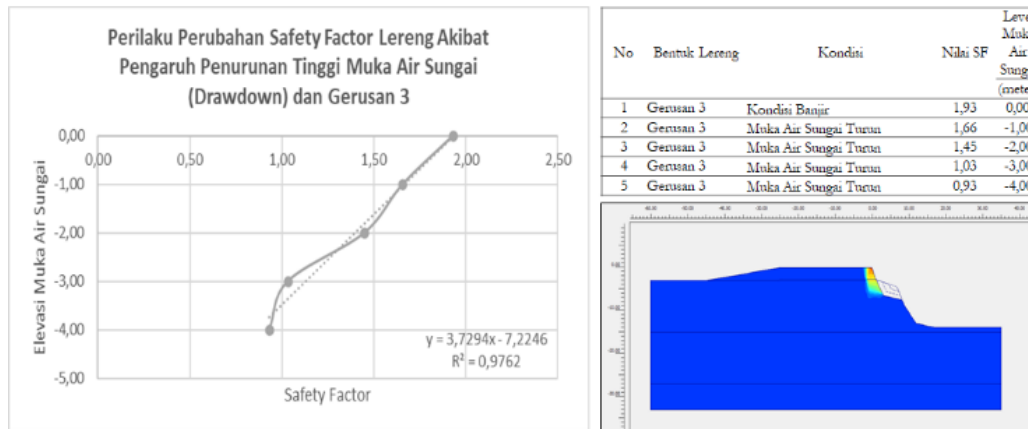 Perilaku Perubahan Safety Factor Lereng Akibat
Pengaruh Penurunan Tinggi Muka Air Sungai
(Drawdown) dan Gerusan 3
0,00
0,00 0,50 1,00 1,50 2,00 2,50
-1,00
-2,00
-3,00
-4,00
-5,00
Elevasi Muka Air Sungai
y = 3,7294x - 7,2246
R² = 0,9762
Safety Factor
No Bentuk Lereng Kondisi Nilai SF Leve Muka Air Sunga (mete
1 Gerusan 3 Kondisi Banjir 1,93 0,00
2 Gerusan 3 Muka Air Sungai Turun 1,66 -1,00
3 Gerusan 3 Muka Air Sungai Turun 1,45 -2,00
4 Gerusan 3 Muka Air Sungai Turun 1,03 -3,00
5 Gerusan 3 Muka Air Sungai Turun 0,93 -4,00